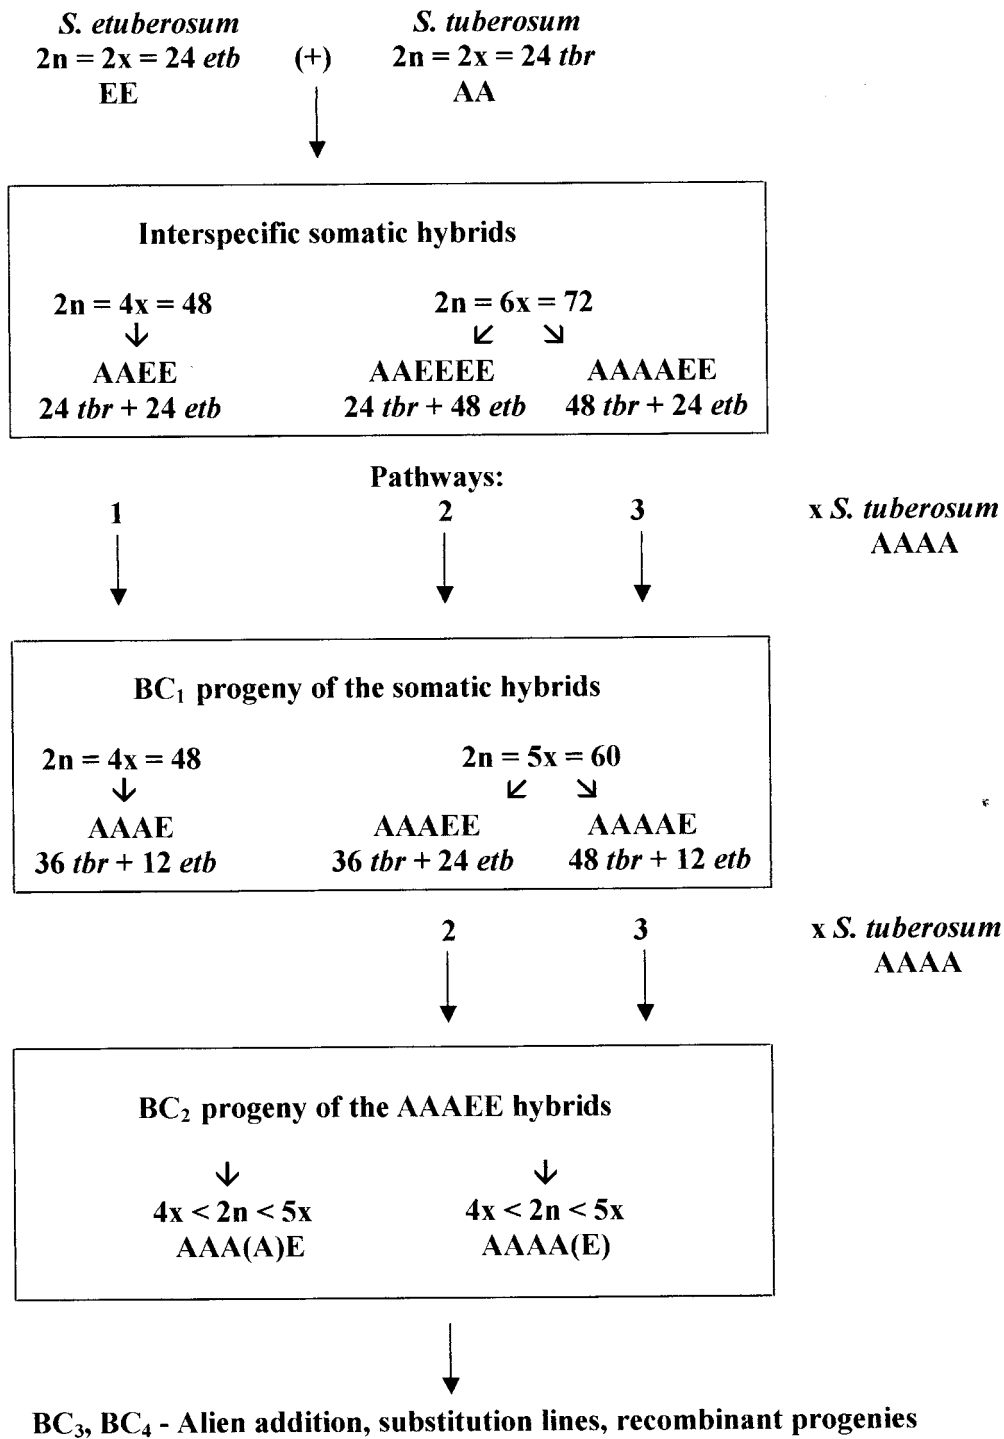 S. etuberosum S. tuberosum
2n = 2x = 24 etb (+) 2n = 2x = 24 tbr
EE AA
Interspecific somatic hybrids
2n = 4x = 48 2n = 6x = 72
AAEE AAEEEE AAAAEE
24 tbr + 24 etb 24 tbr + 48 etb 48 tbr + 24 etb
Pathways:
1 2 3 x S. tuberosum
AAAA
BC₁ progeny of the somatic hybrids
2n = 4x = 48 2n = 5x = 60
AAAE AAAEE AAAAE
36 tbr + 12 etb 36 tbr + 24 etb 48 tbr + 12 etb
2 3 x S. tuberosum
AAAA
BC₂ progeny of the AAAEE hybrids
4x < 2n < 5x 4x < 2n < 5x
AAA(A)E AAAA(E)
BC₃, BC₄ - Alien addition, substitution lines, recombinant progenies